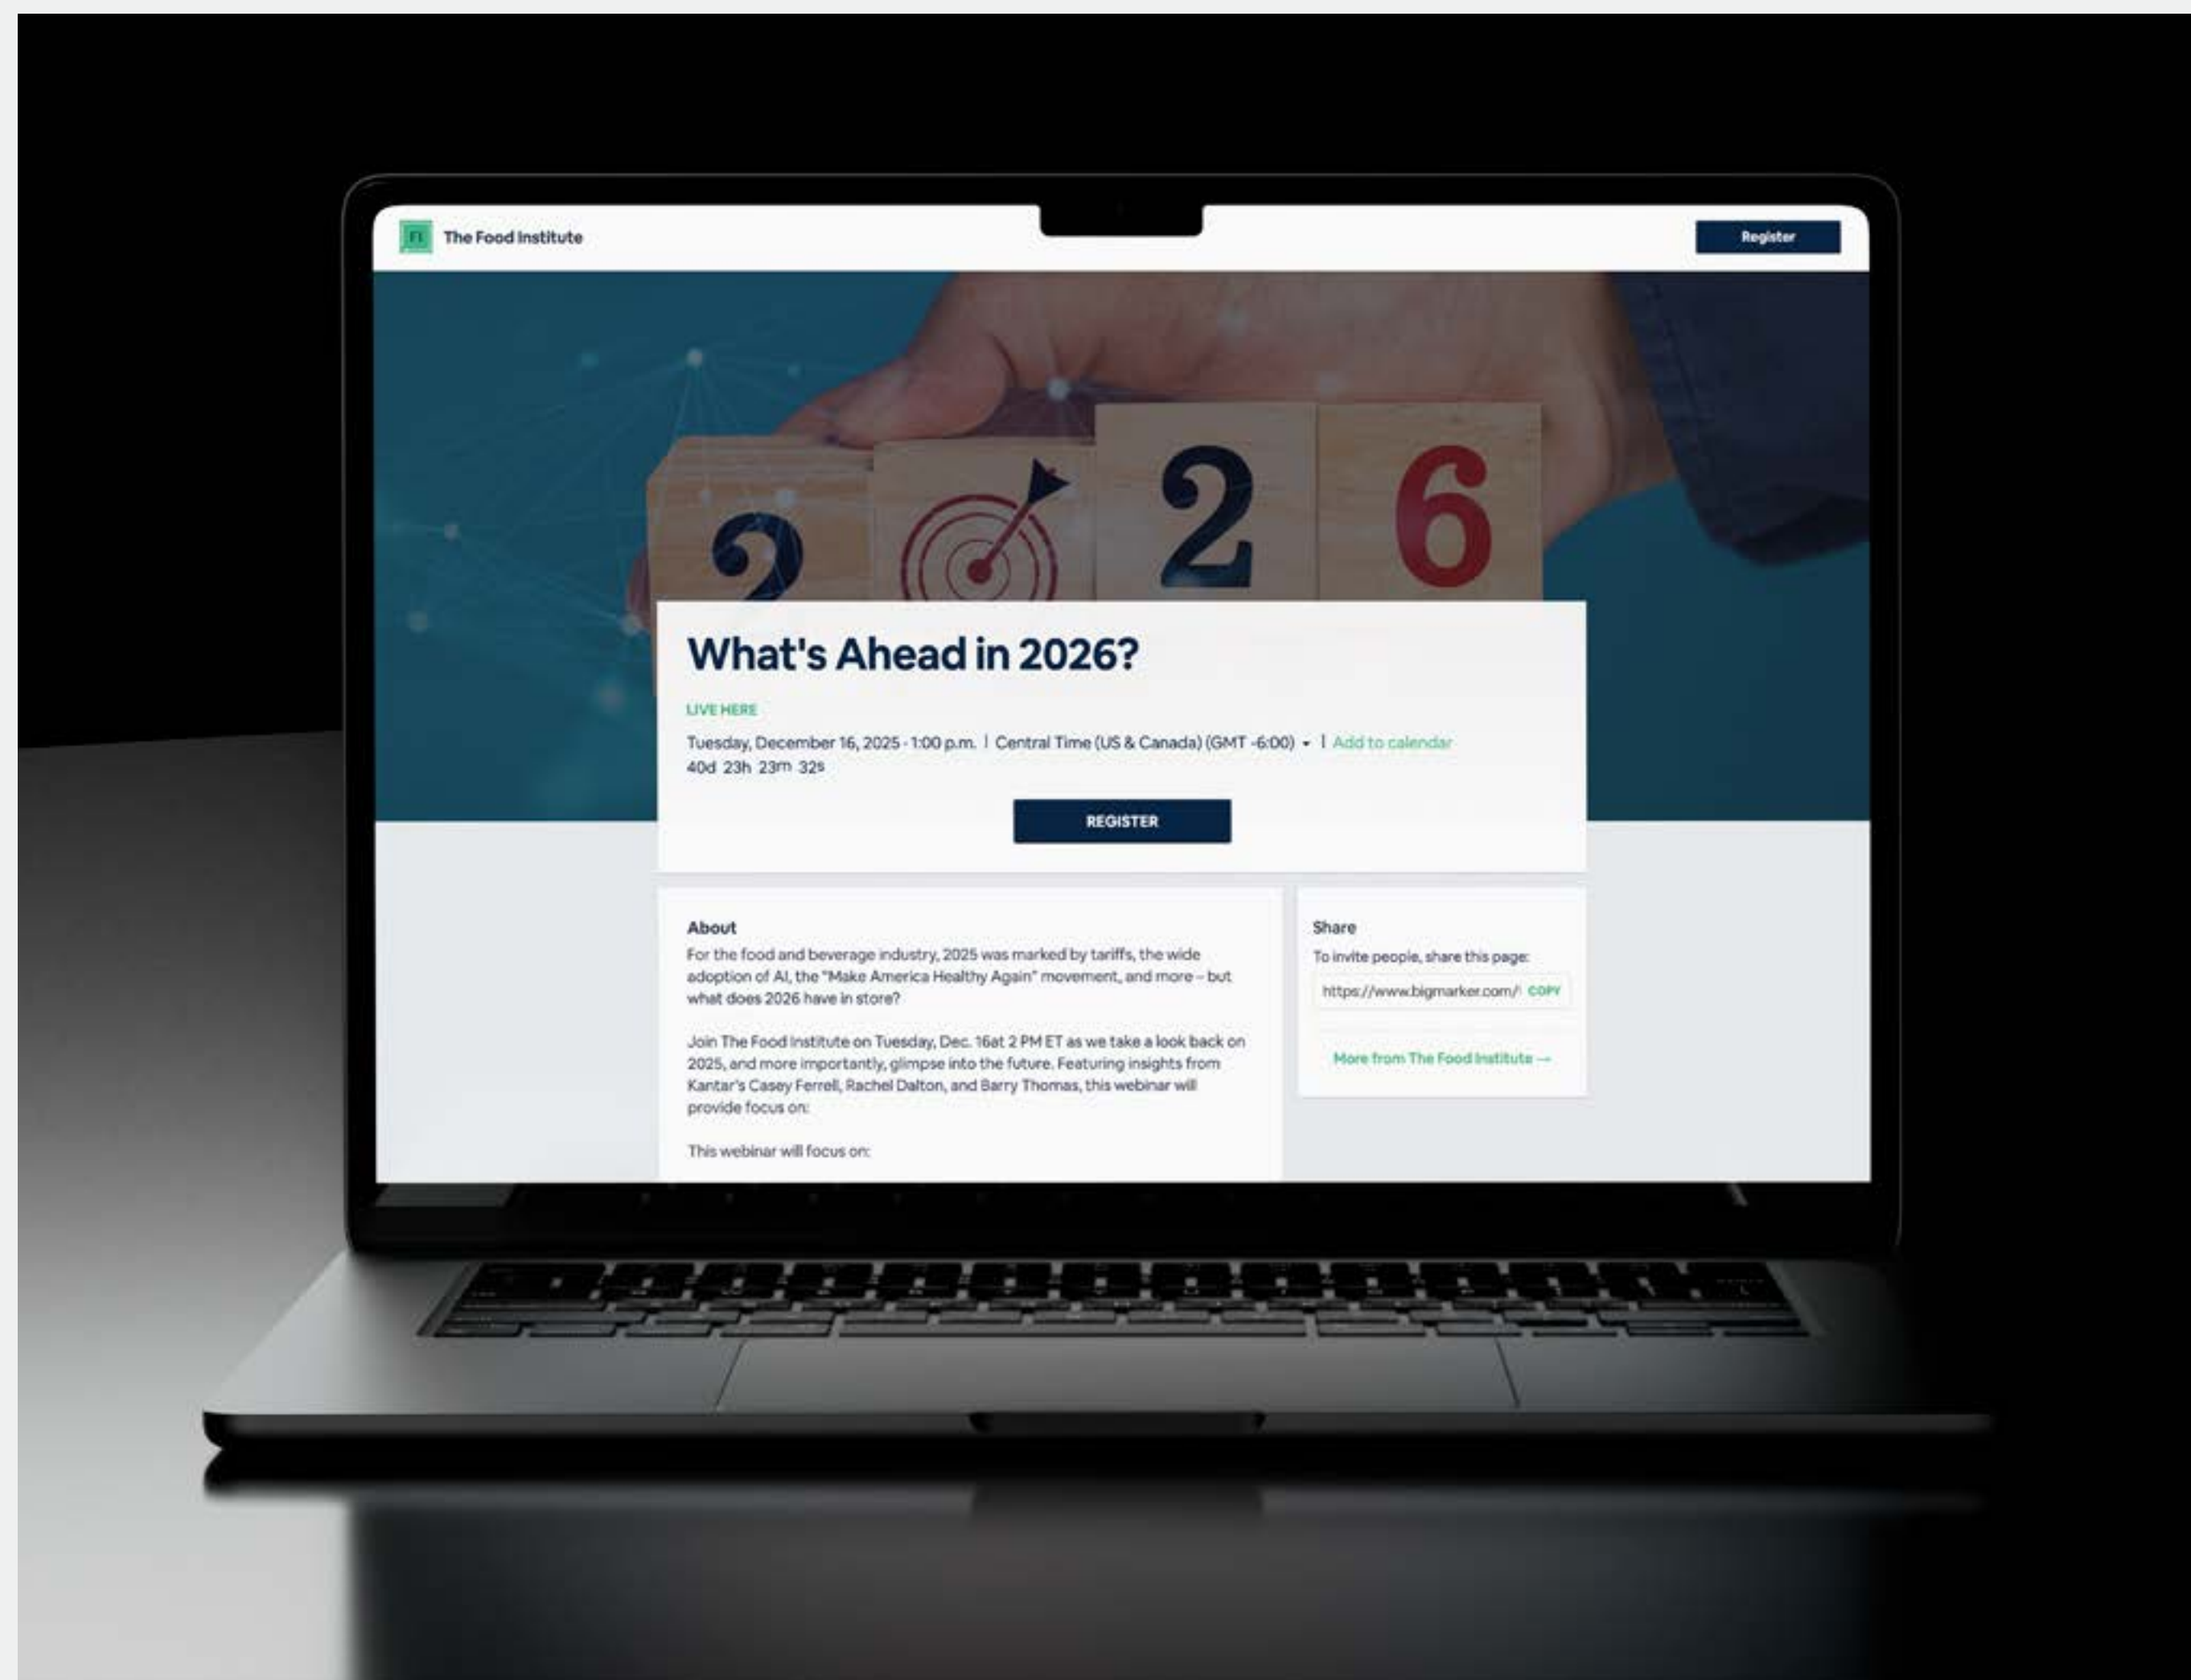 FI
The Food Institute
Register
2
2
6
What's Ahead in 2026?
LIVE HERE
Tuesday, December 16, 2025 - 1:00 p.m. | Central Time (US & Canada) (GMT -6:00) | Add to calendar
40d 23h 23m 32s
REGISTER
About
For the food and beverage industry, 2025 was marked by tariffs, the wide
adoption of AI, the "Make America Healthy Again" movement, and more – but
what does 2026 have in store?
Join The Food Institute on Tuesday, Dec. 16at 2 PM ET as we take a look back on
2025, and more importantly, glimpse into the future. Featuring insights from
Kantar's Casey Ferrell, Rachel Dalton, and Barry Thomas, this webinar will
provide focus on:
This webinar will focus on:
Share
To invite people, share this page:
https://www.bigmarker.com/ COPY
More from The Food Institute →